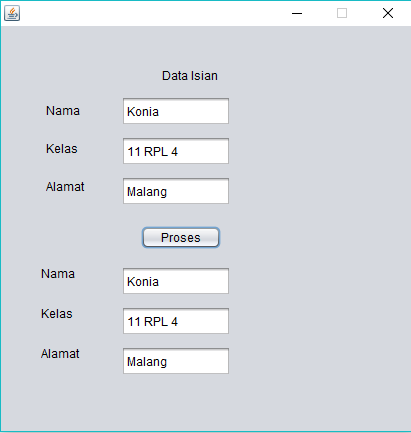 Data Isian
Nama Konia
Kelas 11 RPL 4
Alamat Malang
Proses
Nama Konia
Kelas 11 RPL 4
Alamat Malang